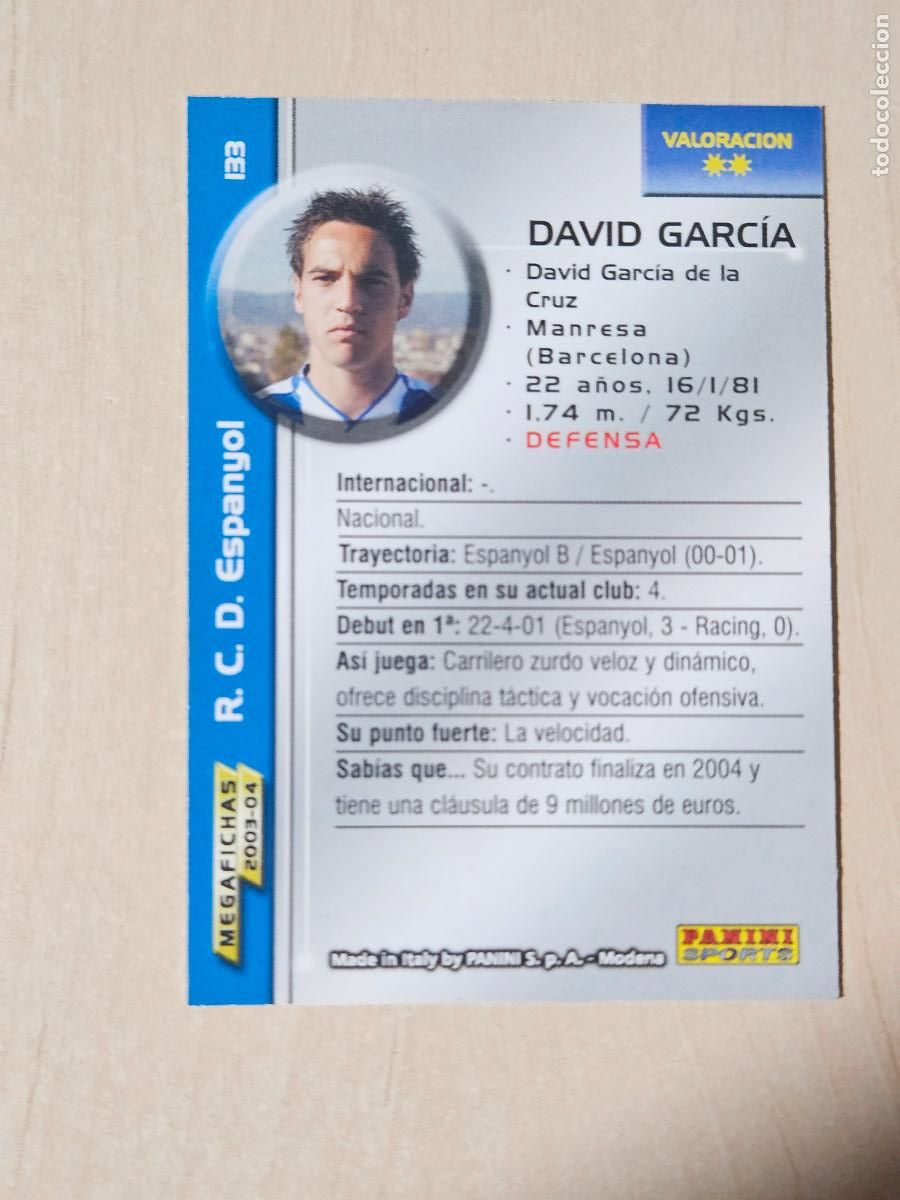 133
R. C. D. Espanyol
MEGAFICHAS
2003-04
VALORACION
DAVID GARCÍA
· David García de la
Cruz
· Manresa
(Barcelona)
· 22 años, 16/1/81
· 1,74 m. / 72 Kgs.
· DEFENSA
Internacional: -.
Nacional.
Trayectoria: Espanyol B / Espanyol (00-01).
Temporadas en su actual club: 4.
Debut en 1ª: 22-4-01 (Espanyol, 3 - Racing, 0).
Así juega: Carrilero zurdo veloz y dinámico,
ofrece disciplina táctica y vocación ofensiva.
Su punto fuerte: La velocidad.
Sabías que... Su contrato finaliza en 2004 y
tiene una cláusula de 9 millones de euros.
Made in Italy by PANINI S. p. A. - Modena
PANINI
SPORTS
todocoleccion